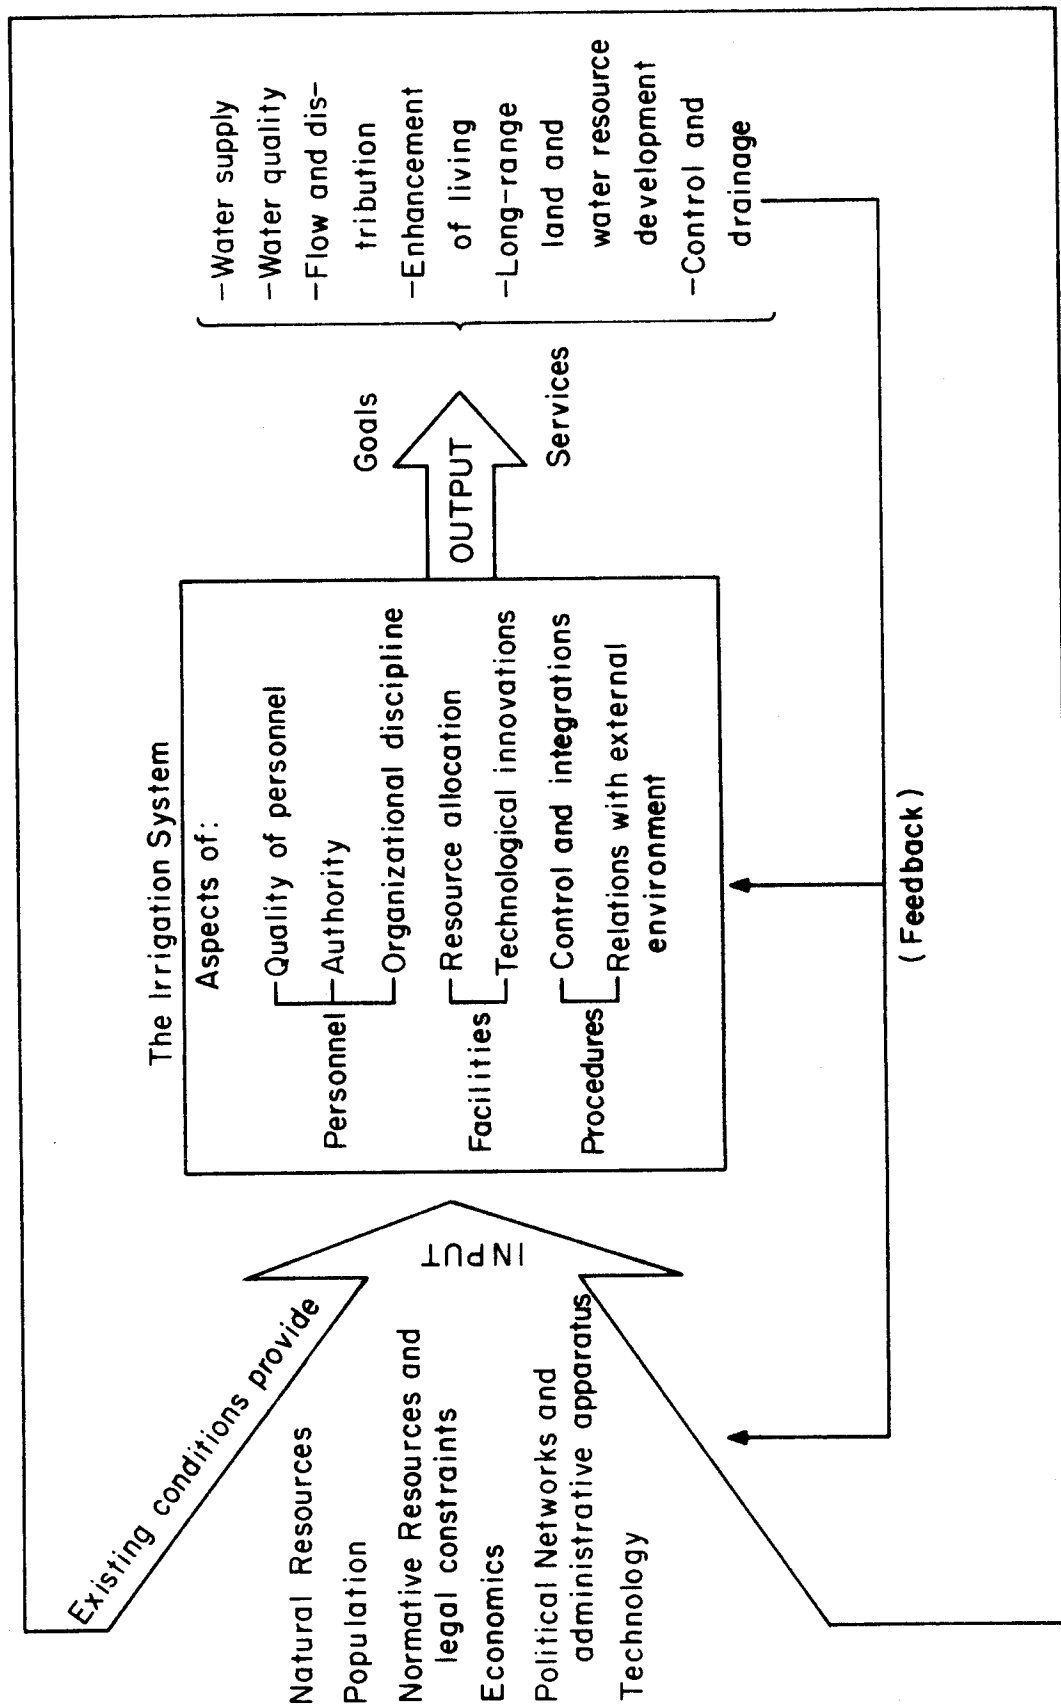 Existing conditions provide
Natural Resources
Population
Normative Resources and
legal constraints
Economics
Political Networks and
administrative apparatus
Technology
INPUT
The Irrigation System
Aspects of:
Personnel
Quality of personnel
Authority
Organizational discipline
Facilities
Resource allocation
Technological innovations
Procedures
Control and integrations
Relations with external
environment
OUTPUT
Goals
Services
-Water supply
-Water quality
-Flow and dis-
tribution
-Enhancement
of living
-Long-range
land and
water resource
development
-Control and
drainage
(Feedback)